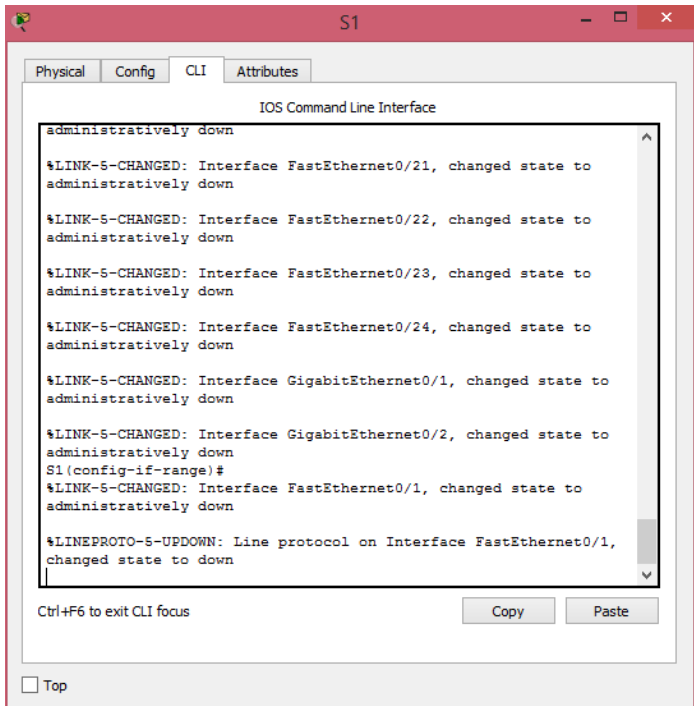 S1
Physical Config CLI Attributes
IOS Command Line Interface
administratively down
%LINK-5-CHANGED: Interface FastEthernet0/21, changed state to
administratively down
%LINK-5-CHANGED: Interface FastEthernet0/22, changed state to
administratively down
%LINK-5-CHANGED: Interface FastEthernet0/23, changed state to
administratively down
%LINK-5-CHANGED: Interface FastEthernet0/24, changed state to
administratively down
%LINK-5-CHANGED: Interface GigabitEthernet0/1, changed state to
administratively down
%LINK-5-CHANGED: Interface GigabitEthernet0/2, changed state to
administratively down
S1(config-if-range)#
%LINK-5-CHANGED: Interface FastEthernet0/1, changed state to
administratively down
%LINEPROTO-5-UPDOWN: Line protocol on Interface FastEthernet0/1,
changed state to down
Ctrl+F6 to exit CLI focus Copy Paste
Top